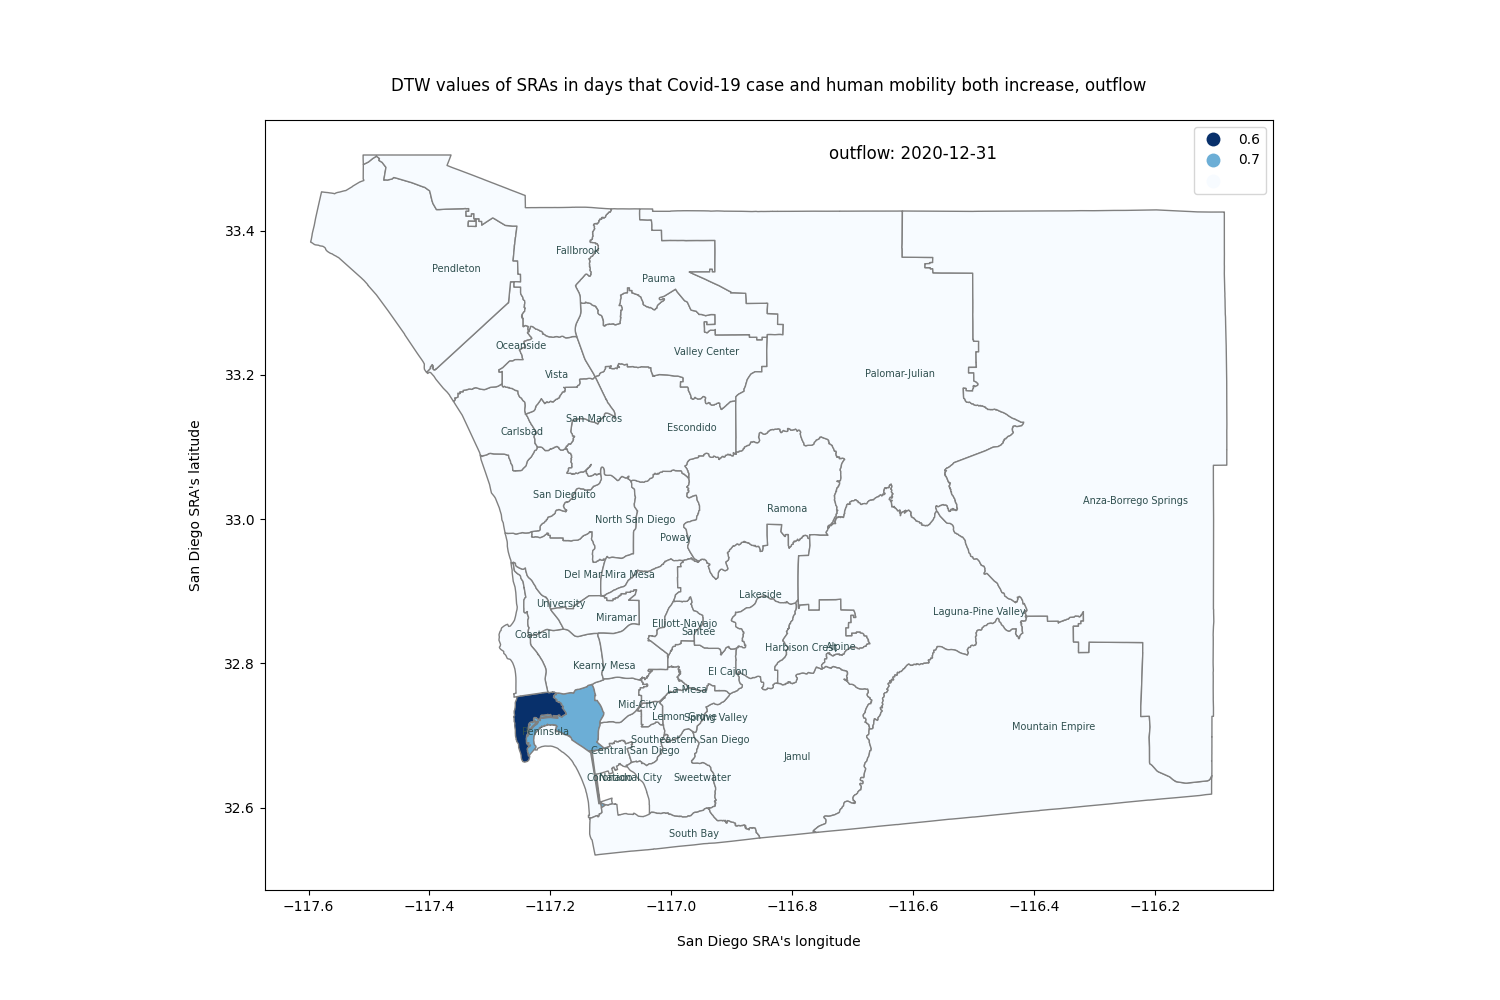 DTW values of SRAs in days that Covid-19 case and human mobility both increase, outflow
outflow: 2020-12-31
0.6
0.7
33.4
33.2
33.0
32.8
32.6
San Diego SRA's latitude
Fallbrook
Pendleton
Pauma
Oceanside
Valley Center
Vista
Palomar-Julian
San Marcos
Carlsbad
Escondido
San Dieguito
Anza-Borrego Springs
Ramona
North San Diego
Poway
Del Mar-Mira Mesa
Lakeside
University
Miramar
Laguna-Pine Valley
Elliott-Navajo
Santee
Coastal
Harbison Crest
Alpine
Kearny Mesa
El Cajon
La Mesa
Mid-City
Lemon Grove
Spring Valley
Mountain Empire
Peninsula
Southeastern San Diego
Central San Diego
Jamul
Coronado
National City
Sweetwater
South Bay
−117.6
−117.4
−117.2
−117.0
−116.8
−116.6
−116.4
−116.2
San Diego SRA's longitude